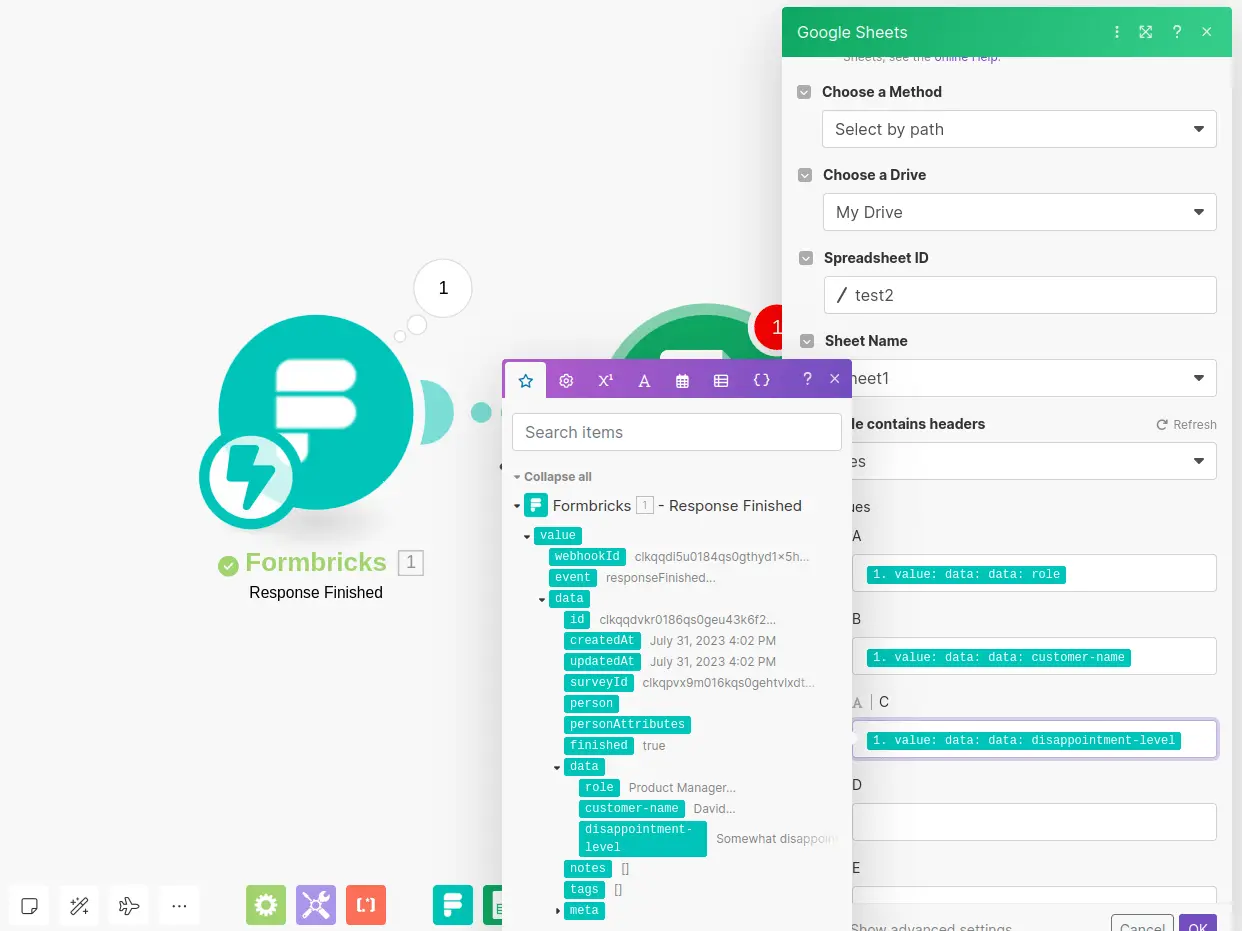 Google Sheets
Sheets, see the online Help.
Choose a Method
Select by path
Choose a Drive
My Drive
Spreadsheet ID
/ test2
Sheet Name
heet1
le contains headers
Refresh
es
ues
A
1. value: data: data: role
B
1. value: data: data: customer-name
A | C
1. value: data: data: disappointment-level
D
E
Show advanced settings
Cancel
OK
1
1
Formbricks 1
Response Finished
X¹ A { } ?
Search items
Collapse all
Formbricks 1 - Response Finished
value
webhookId clkqqdi5u0184qs0gthyd1x5h...
event responseFinished...
data
id clkqqdvkr0186qs0geu43k6f2...
createdAt July 31, 2023 4:02 PM
updatedAt July 31, 2023 4:02 PM
surveyId clkqpvx9m016kqs0gehtvlxdt...
person
personAttributes
finished true
data
role Product Manager...
customer-name David...
disappointment-
level Somewhat disappoin
notes []
tags []
meta